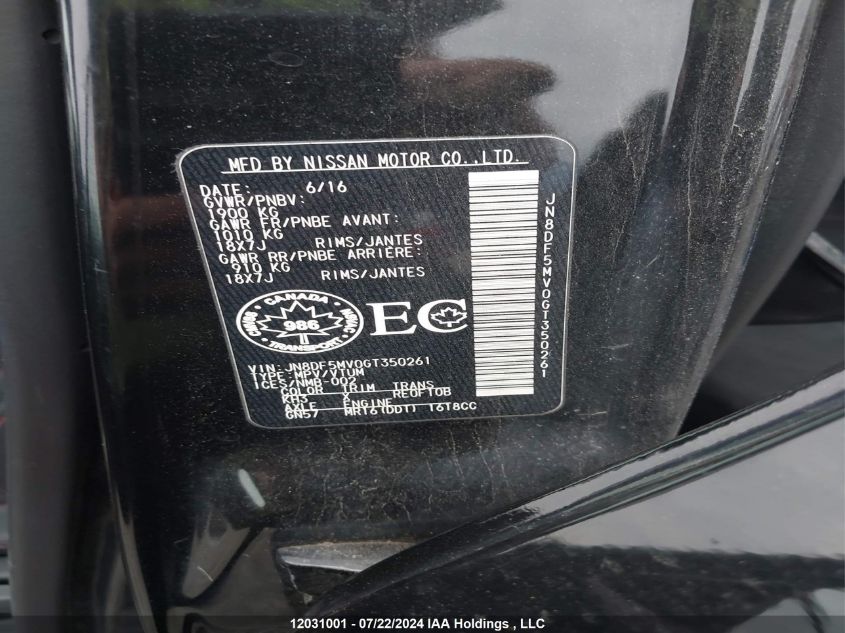 MFD BY NISSAN MOTOR CO.,LTD.
DATE: 6/16
GVWR/PNBV:
1900 KG
GAWR FR/PNBE AVANT:
1010 KG
18X7J RIMS/JANTES
GAWR RR/PNBE ARRIÈRE:
910 KG
18X7J RIMS/JANTES
CANADA
986
TRANSPORT
EC
VIN: JN8DF5MV0GT350261
TYPE:MPV/VTUM
ICES/NMB-002
COLOR TRIM TRANS
KH3 X RE0F10B
AXLE ENGINE
GN57 MR16(DDT) 1618CC
JN8DF5MV0GT350261
12031001 - 07/22/2024 IAA Holdings , LLC